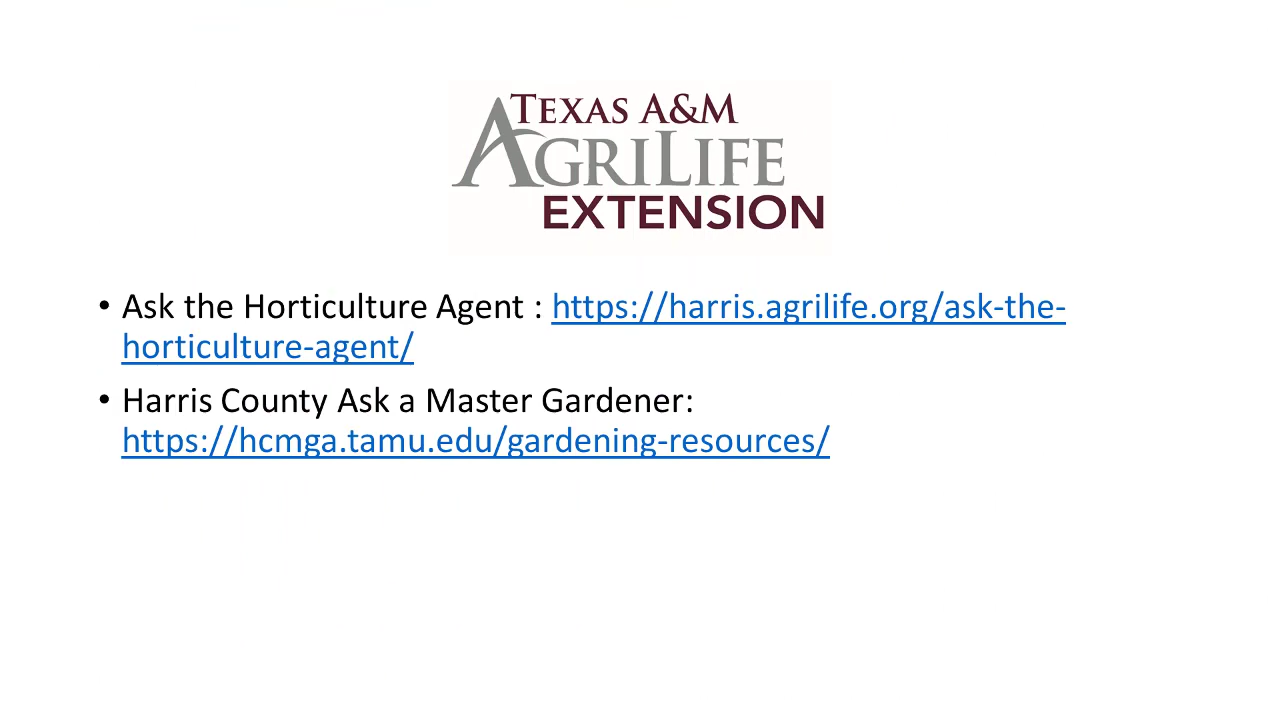 TEXAS A&M
AGRILIFE
EXTENSION
• Ask the Horticulture Agent : https://harris.agrilife.org/ask-the-
horticulture-agent/
• Harris County Ask a Master Gardener:
https://hcmga.tamu.edu/gardening-resources/